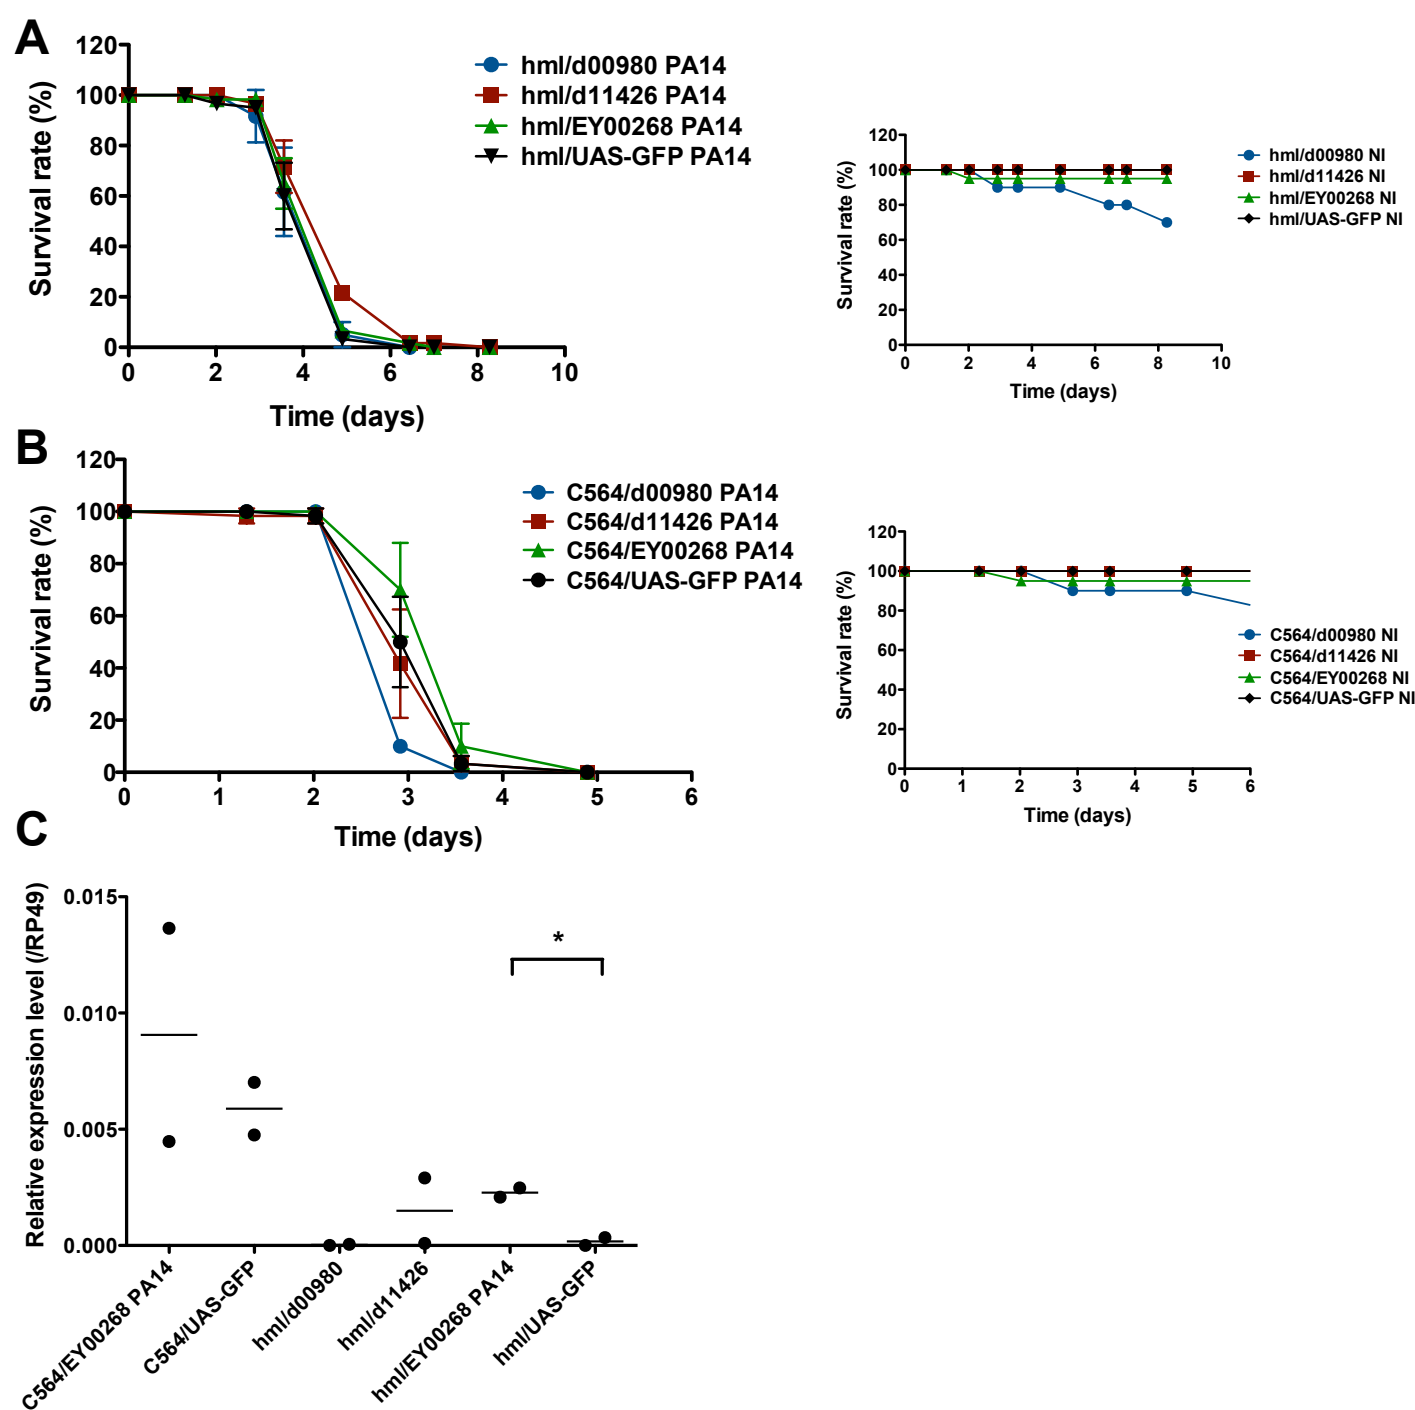 A
120
100
80
60
40
20
0
0 2 4 6 8 10
Survival rate (%)
Time (days)
hml/d00980 PA14
hml/d11426 PA14
hml/EY00268 PA14
hml/UAS-GFP PA14
120
100
80
60
40
20
0
0 2 4 6 8 10
Survival rate (%)
Time (days)
hml/d00980 NI
hml/d11426 NI
hml/EY00268 NI
hml/UAS-GFP NI
B
120
100
80
60
40
20
0
0 1 2 3 4 5 6
Survival rate (%)
Time (days)
C564/d00980 PA14
C564/d11426 PA14
C564/EY00268 PA14
C564/UAS-GFP PA14
120
100
80
60
40
20
0
0 1 2 3 4 5 6
Survival rate (%)
Time (days)
C564/d00980 NI
C564/d11426 NI
C564/EY00268 NI
C564/UAS-GFP NI
C
0.015
0.010
0.005
0.000
Relative expression level (/RP49)
*
C564/EY00268 PA14
C564/UAS-GFP
hml/d00980
hml/d11426
hml/EY00268 PA14
hml/UAS-GFP